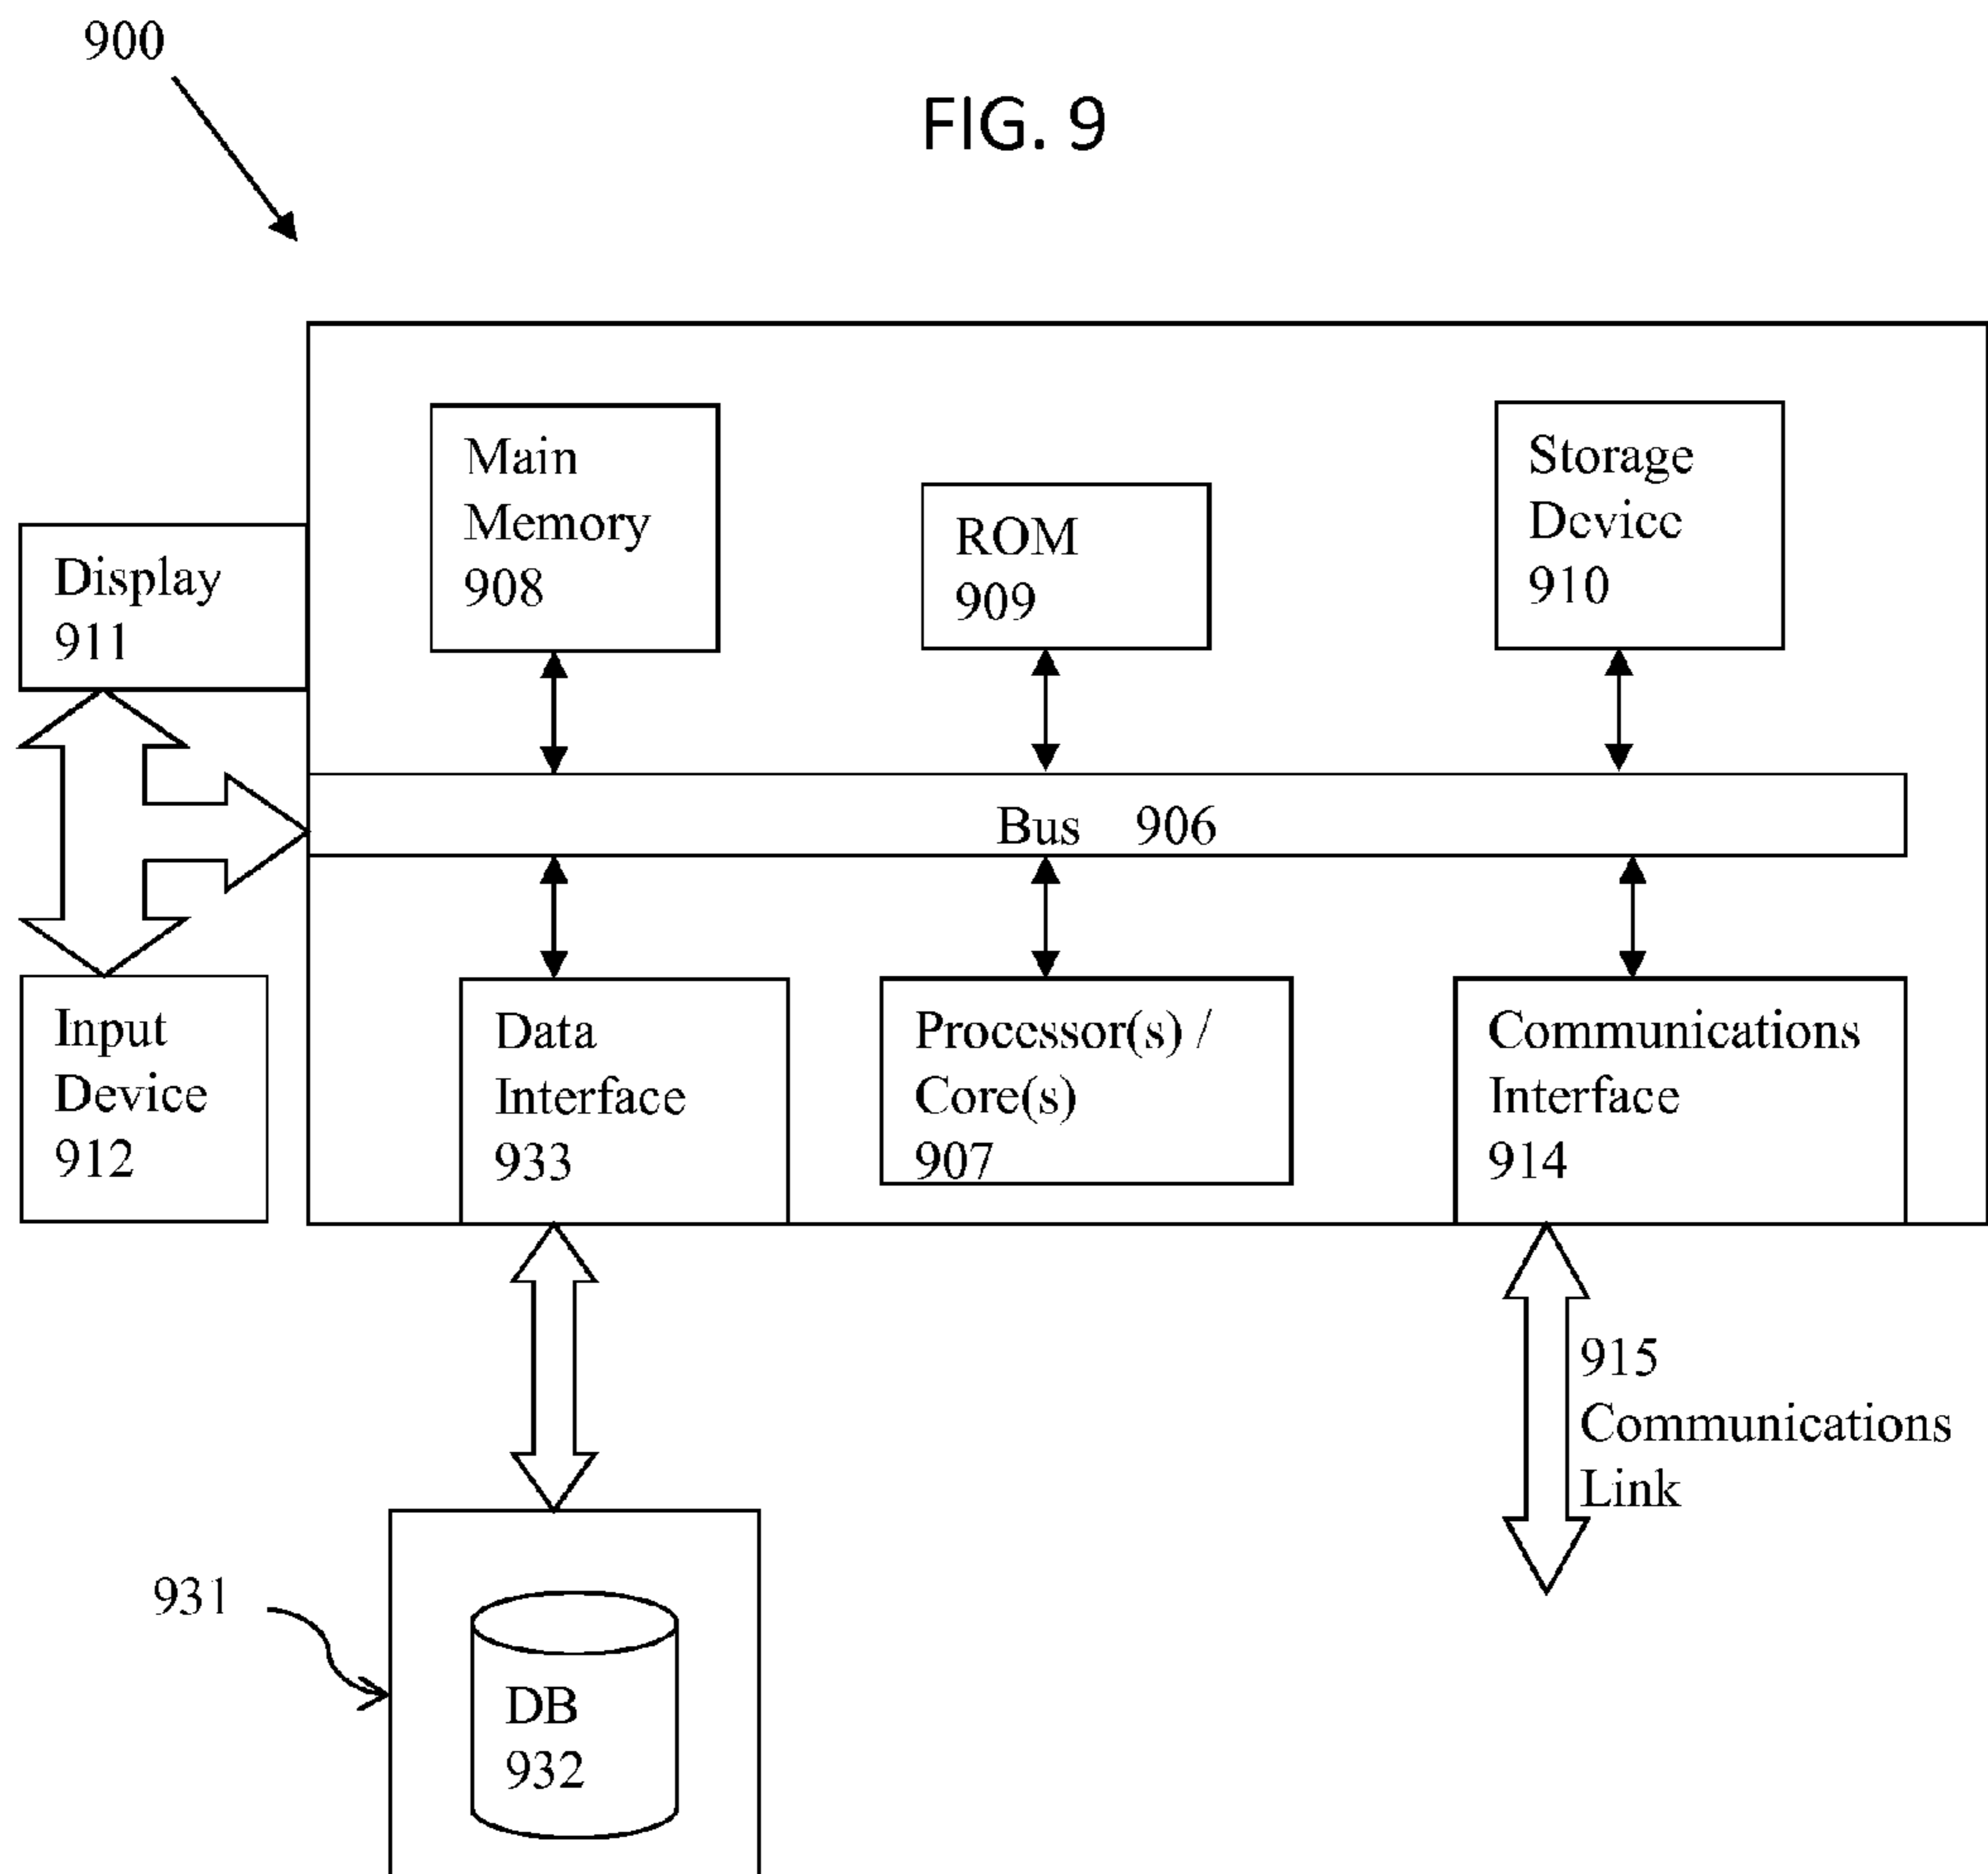 900
FIG. 9
Main
Memory
908
ROM
909
Storage
Device
910
Display
911
Bus 906
Input
Device
912
Data
Interface
933
Processor(s) /
Core(s)
907
Communications
Interface
914
915
Communications
Link
931
DB
932